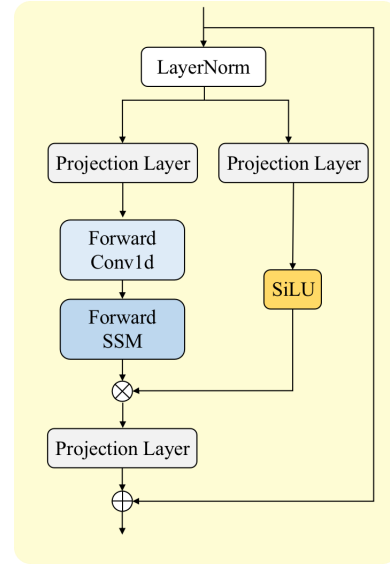 LayerNorm
Projection Layer
Projection Layer
Forward
Conv1d
SiLU
Forward
SSM
Projection Layer